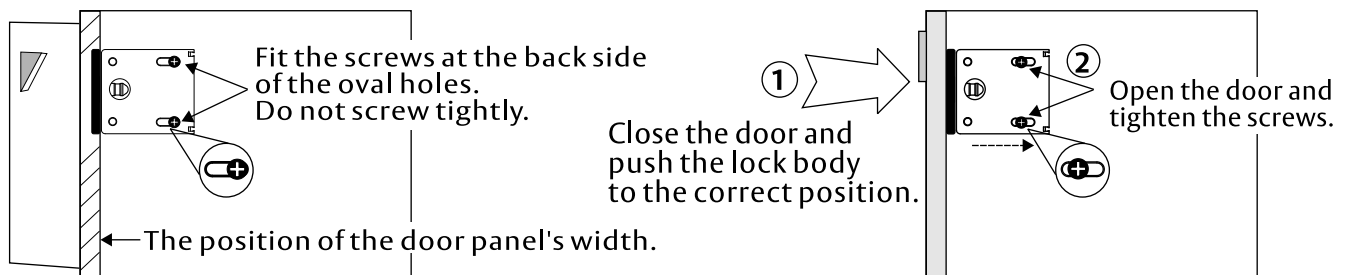 Fit the screws at the back side
of the oval holes.
Do not screw tightly.
The position of the door panel's width.
①
Close the door and
push the lock body
to the correct position.
②
Open the door and
tighten the screws.